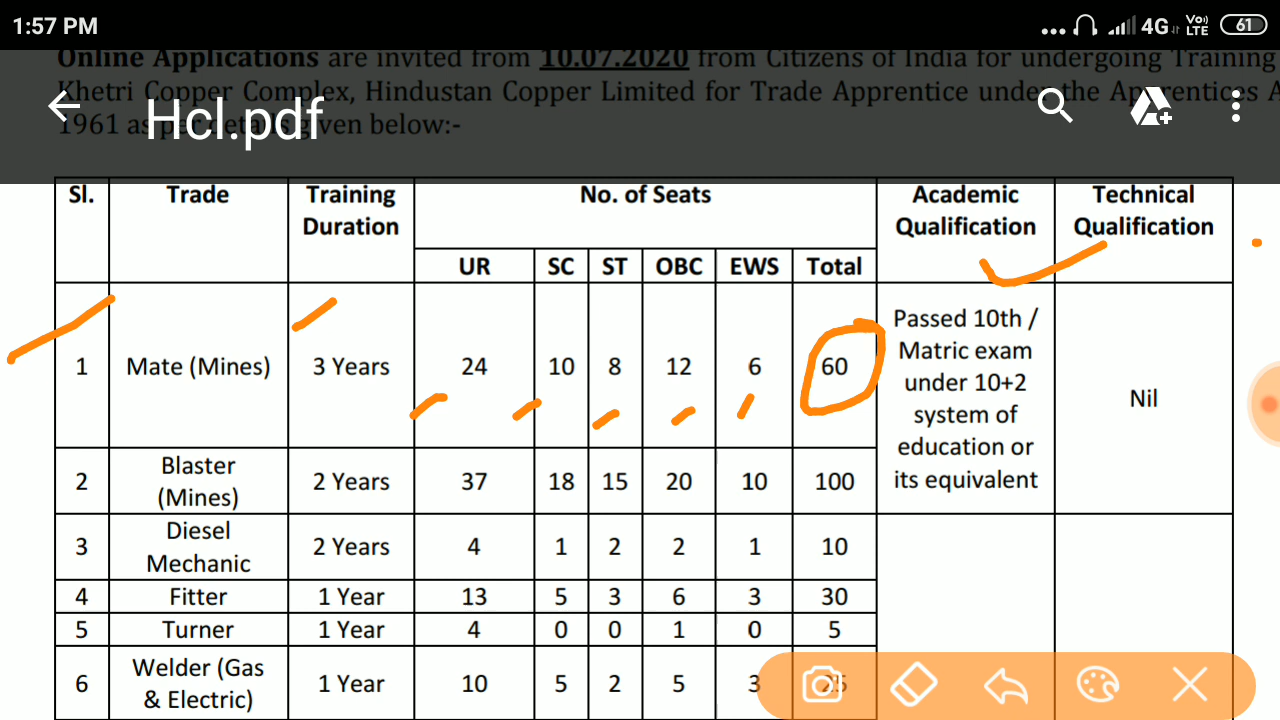 1:57 PM
4G Vo) LTE 61
Online Applications are invited from 10.07.2020 from Citizens of India for undergoing Training
Khetri Copper Complex, Hindustan Copper Limited for Trade Apprentice under the Apprentices A
Hcl.pdf
1961 as per details given below:-
Sl. Trade Training Duration No. of Seats Academic Qualification Technical Qualification
UR SC ST OBC EWS Total
1 Mate (Mines) 3 Years 24 10 8 12 6 60
Passed 10th /
Matric exam
under 10+2
system of
education or
its equivalent
Nil
2 Blaster (Mines) 2 Years 37 18 15 20 10 100
3 Diesel Mechanic 2 Years 4 1 2 2 1 10
4 Fitter 1 Year 13 5 3 6 3 30
5 Turner 1 Year 4 0 0 1 0 5
6 Welder (Gas & Electric) 1 Year 10 5 2 5 3 25